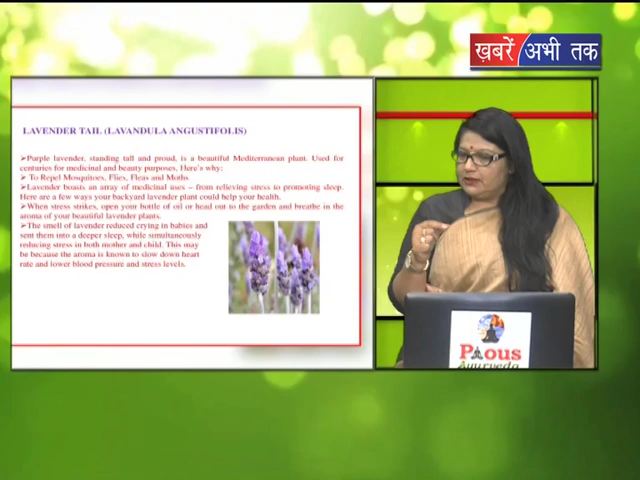 ख़बरें अभी तक
LAVENDER TAIL (LAVANDULA ANGUSTIFOLIS)
➢Purple lavender, standing tall and proud, is a beautiful Mediterranean plant. Used for
centuries for medicinal and beauty purposes, Here's why:
➢ To Repel Mosquitoes, Flies, Fleas and Moths
➢Lavender boasts an array of medicinal uses – from relieving stress to promoting sleep.
Here are a few ways your backyard lavender plant could help your health.
➢When stress strikes, open your bottle of oil or head out to the garden and breathe in the
aroma of your beautiful lavender plants.
➢The smell of lavender reduced crying in babies and
sent them into a deeper sleep, while simultaneously
reducing stress in both mother and child. This may
be because the aroma is known to slow down heart
rate and lower blood pressure and stress levels.
Pious
Ayurveda